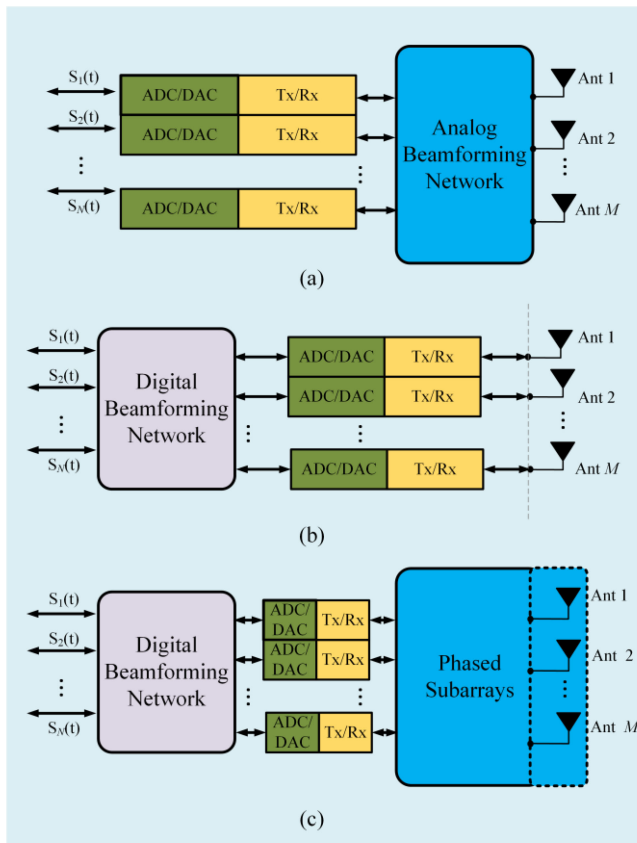 S1(t)
ADC/DAC Tx/Rx
Ant 1
S2(t)
ADC/DAC Tx/Rx
Analog
Beamforming
Network
Ant 2
SN(t)
ADC/DAC Tx/Rx
Ant M
(a)
S1(t)
ADC/DAC Tx/Rx
Ant 1
S2(t)
Digital
Beamforming
Network
ADC/DAC Tx/Rx
Ant 2
SN(t)
ADC/DAC Tx/Rx
Ant M
(b)
S1(t)
ADC/
DAC Tx/Rx
Ant 1
S2(t)
Digital
Beamforming
Network
ADC/
DAC Tx/Rx
Phased
Subarrays
Ant 2
SN(t)
ADC/
DAC Tx/Rx
Ant M
(c)